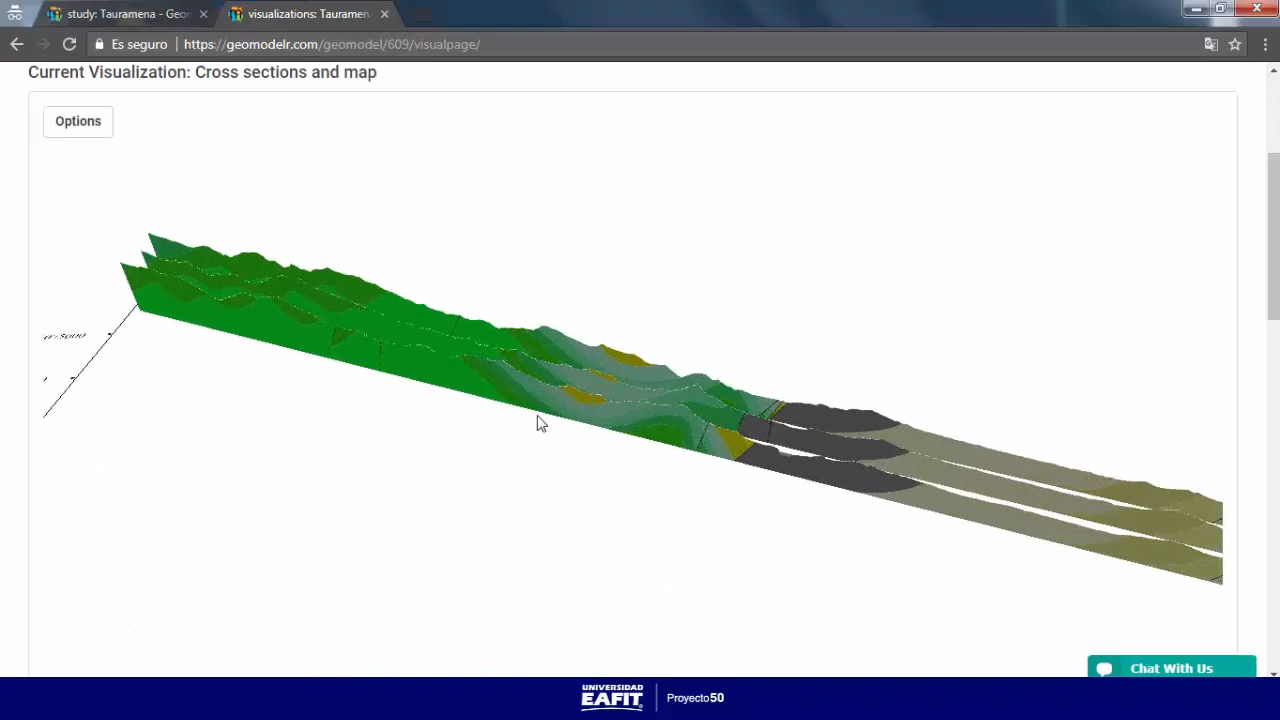 study: Tauramena - Geor
visualizations: Tauramen
Es seguro
https://geomodelr.com/geomodel/609/visualpage/
Current Visualization: Cross sections and map
Options
Chat With Us
UNIVERSIDAD
EAFIT
Proyecto50